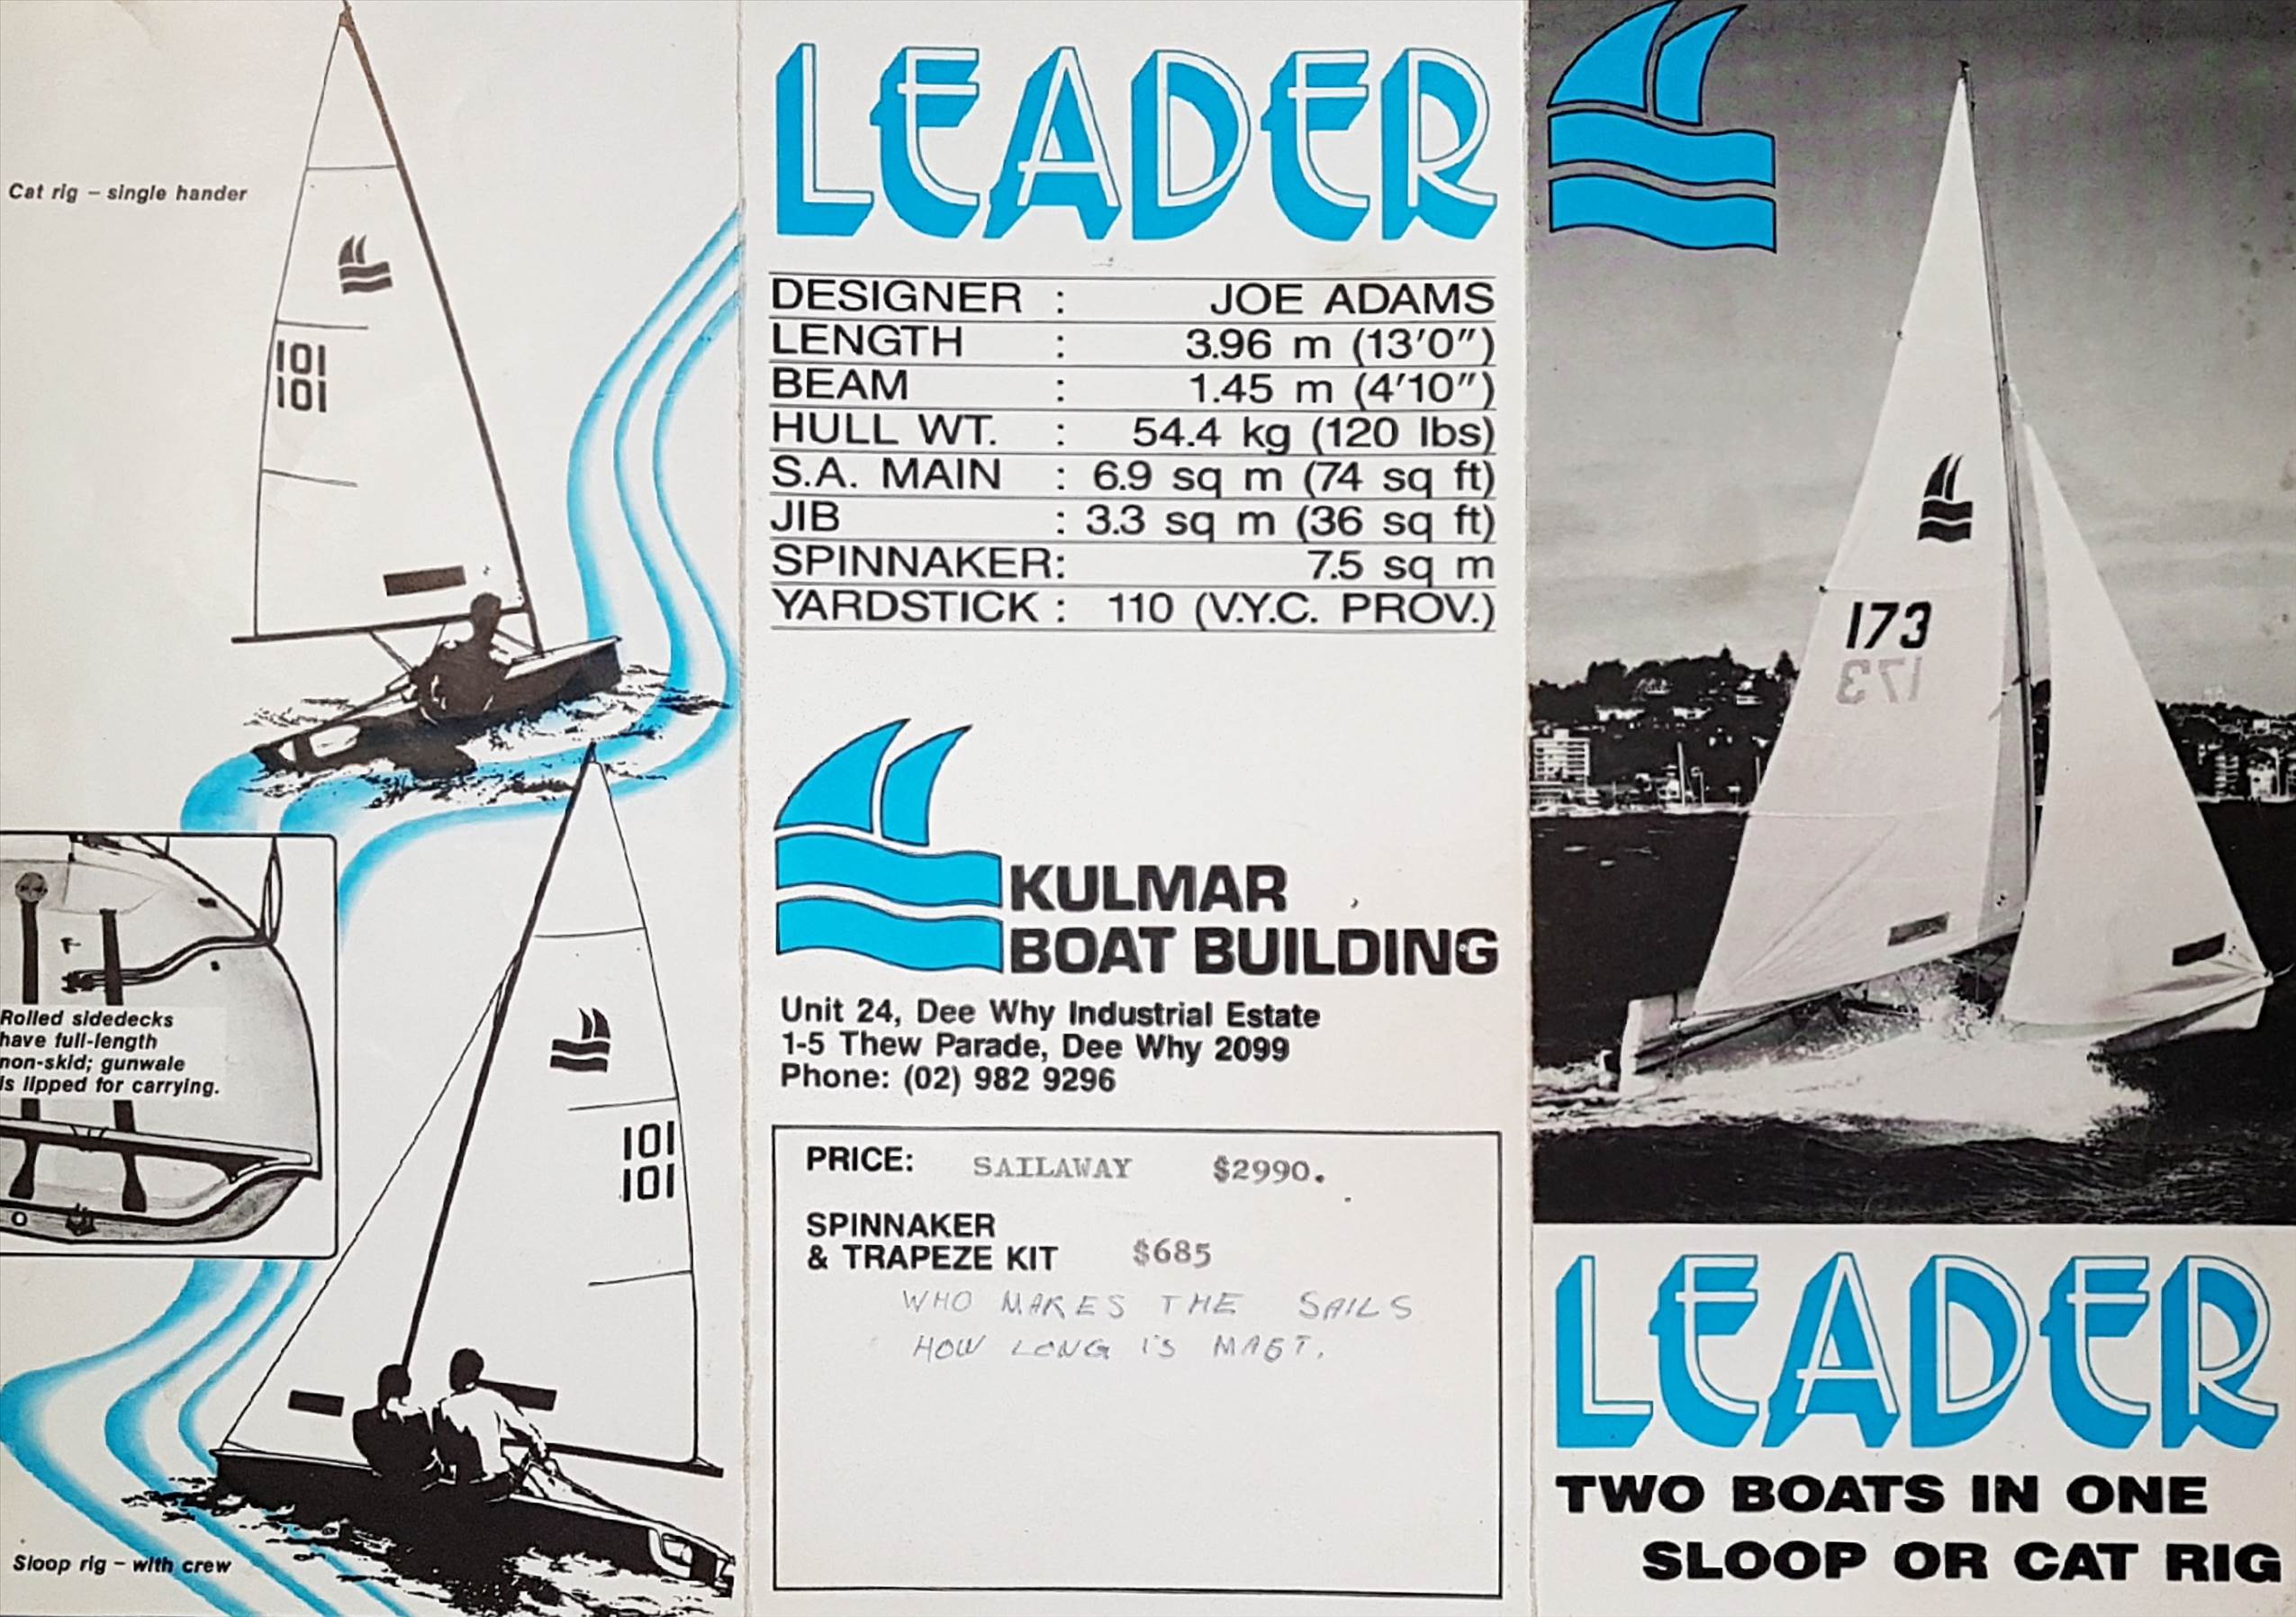 Cat rig – single hander
101
101
Rolled sidedecks
have full-length
non-skid; gunwale
is lipped for carrying.
101
101
Sloop rig – with crew
LEADER
DESIGNER : JOE ADAMS
LENGTH : 3.96 m (13'0")
BEAM : 1.45 m (4'10")
HULL WT. : 54.4 kg (120 lbs)
S.A. MAIN : 6.9 sq m (74 sq ft)
JIB : 3.3 sq m (36 sq ft)
SPINNAKER: 7.5 sq m
YARDSTICK : 110 (V.Y.C. PROV.)
KULMAR
BOAT BUILDING
Unit 24, Dee Why Industrial Estate
1-5 Thew Parade, Dee Why 2099
Phone: (02) 982 9296
PRICE: SAILAWAY $2990.
SPINNAKER
& TRAPEZE KIT $685
WHO MAKES THE SAILS
HOW LONG IS MAST.
173
173
LEADER
TWO BOATS IN ONE
SLOOP OR CAT RIG